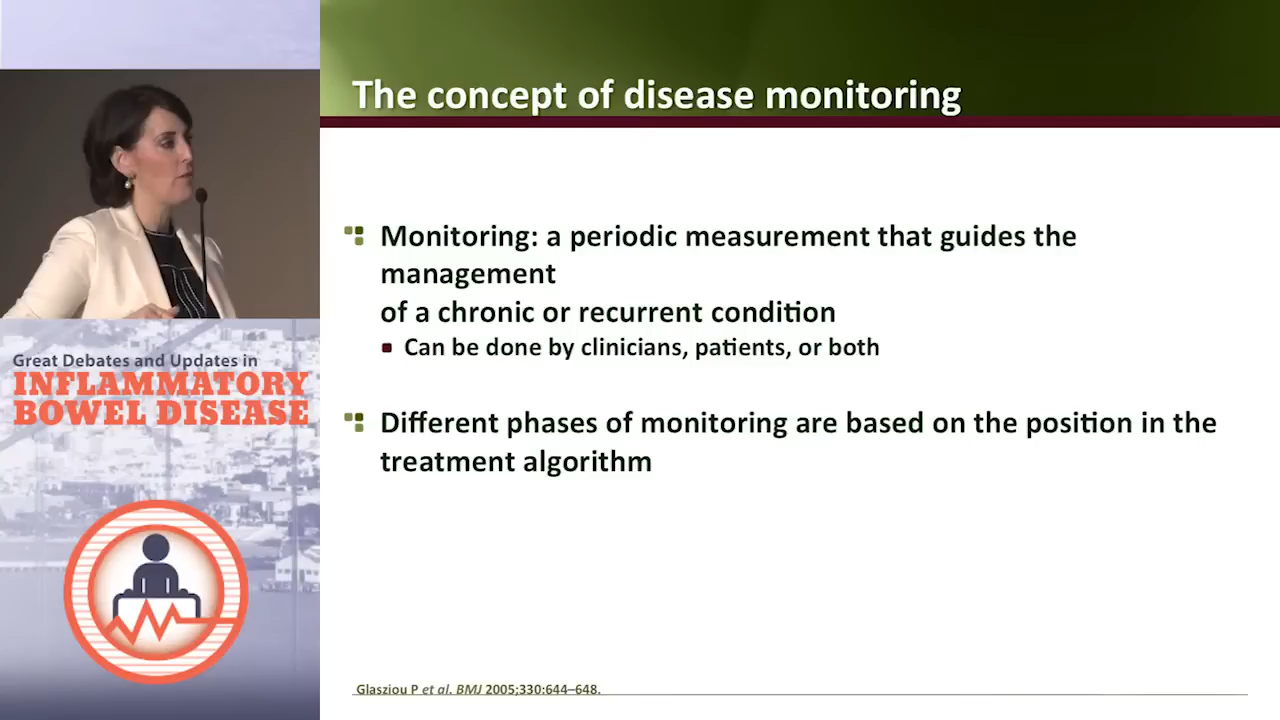 The concept of disease monitoring
Monitoring: a periodic measurement that guides the
management
of a chronic or recurrent condition
Can be done by clinicians, patients, or both
Different phases of monitoring are based on the position in the
treatment algorithm
Glasziou P et al. BMJ 2005;330:644–648.
Great Debates and Updates in
INFLAMMATORY
BOWEL DISEASE